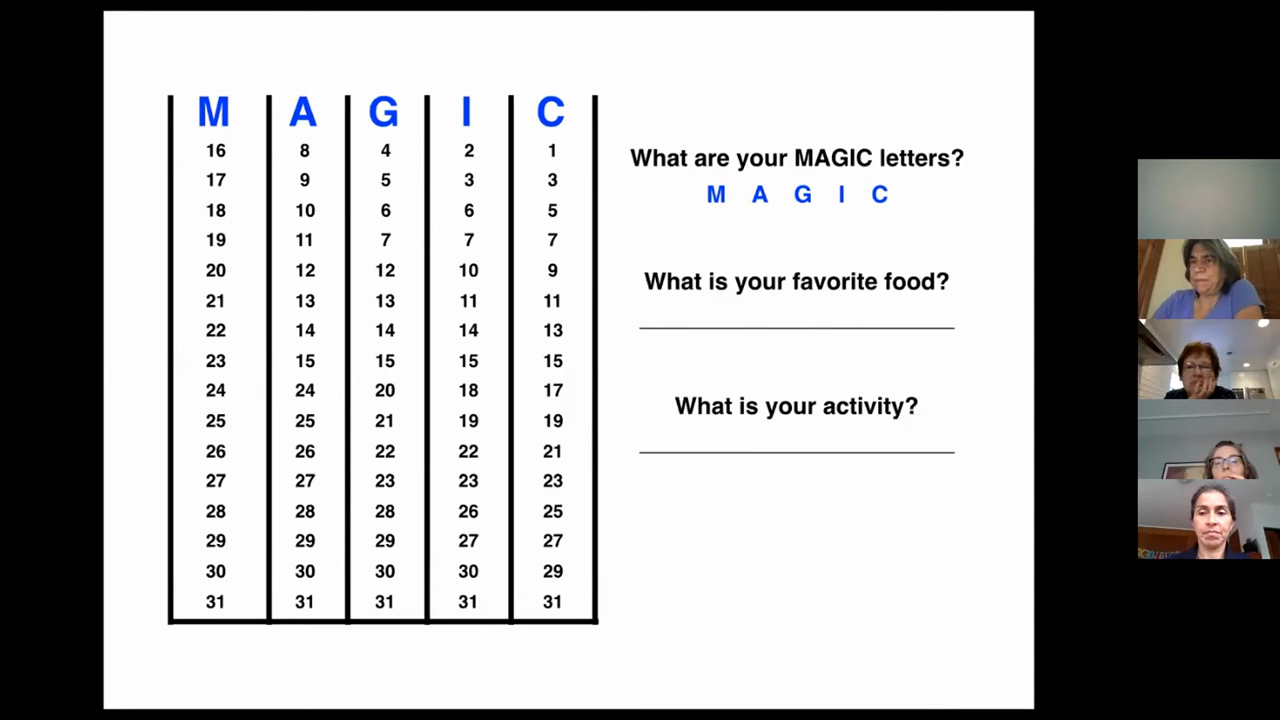 M A G I C
16 8 4 2 1
17 9 5 3 3
18 10 6 6 5
19 11 7 7 7
20 12 12 10 9
21 13 13 11 11
22 14 14 14 13
23 15 15 15 15
24 24 20 18 17
25 25 21 19 19
26 26 22 22 21
27 27 23 23 23
28 28 28 26 25
29 29 29 27 27
30 30 30 30 29
31 31 31 31 31
What are your MAGIC letters?
M A G I C
What is your favorite food?
What is your activity?